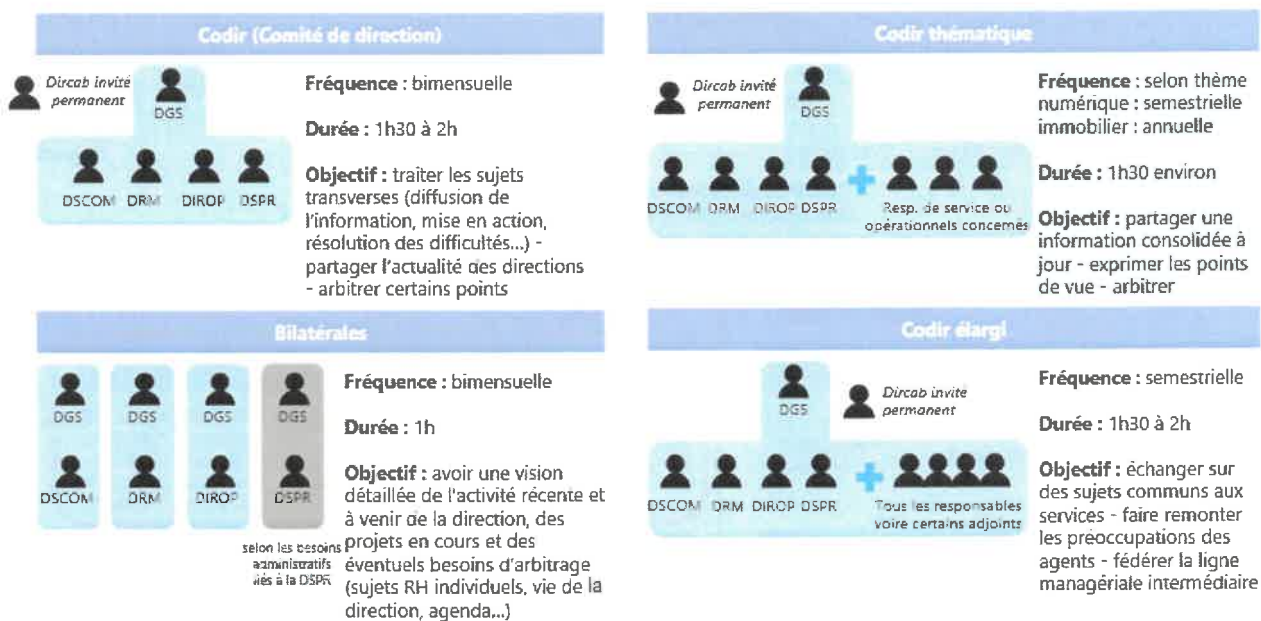 Codir (Comité de direction)
Dircab invité
permanent
DGS
DSCOM DRM DIROP DSPR
Fréquence : bimensuelle
Durée : 1h30 à 2h
Objectif : traiter les sujets
transverses (diffusion de
l'information, mise en action,
résolution des difficultés...) -
partager l'actualité des directions
- arbitrer certains points
Codir thématique
Dircab invité
permanent
DGS
DSCOM DRM DIROP DSPR
Resp. de service ou
opérationnels concernés
Fréquence : selon thème
numérique : semestrielle
immobilier : annuelle
Durée : 1h30 environ
Objectif : partager une
information consolidée à
jour - exprimer les points
de vue - arbitrer
Bilatérales
DGS DGS DGS DGS
DSCOM DRM DIROP DSPR
selon les besoins
administratifs
liés à la DSPR
Fréquence : bimensuelle
Durée : 1h
Objectif : avoir une vision
détaillée de l'activité récente et
à venir de la direction, des
projets en cours et des
éventuels besoins d'arbitrage
(sujets RH individuels, vie de la
direction, agenda...)
Codir élargi
DGS
Dircab invité
permanent
DSCOM DRM DIROP DSPR
Tous les responsables
voire certains adjoints
Fréquence : semestrielle
Durée : 1h30 à 2h
Objectif : échanger sur
des sujets communs aux
services - faire remonter
les préoccupations des
agents - fédérer la ligne
managériale intermédiaire